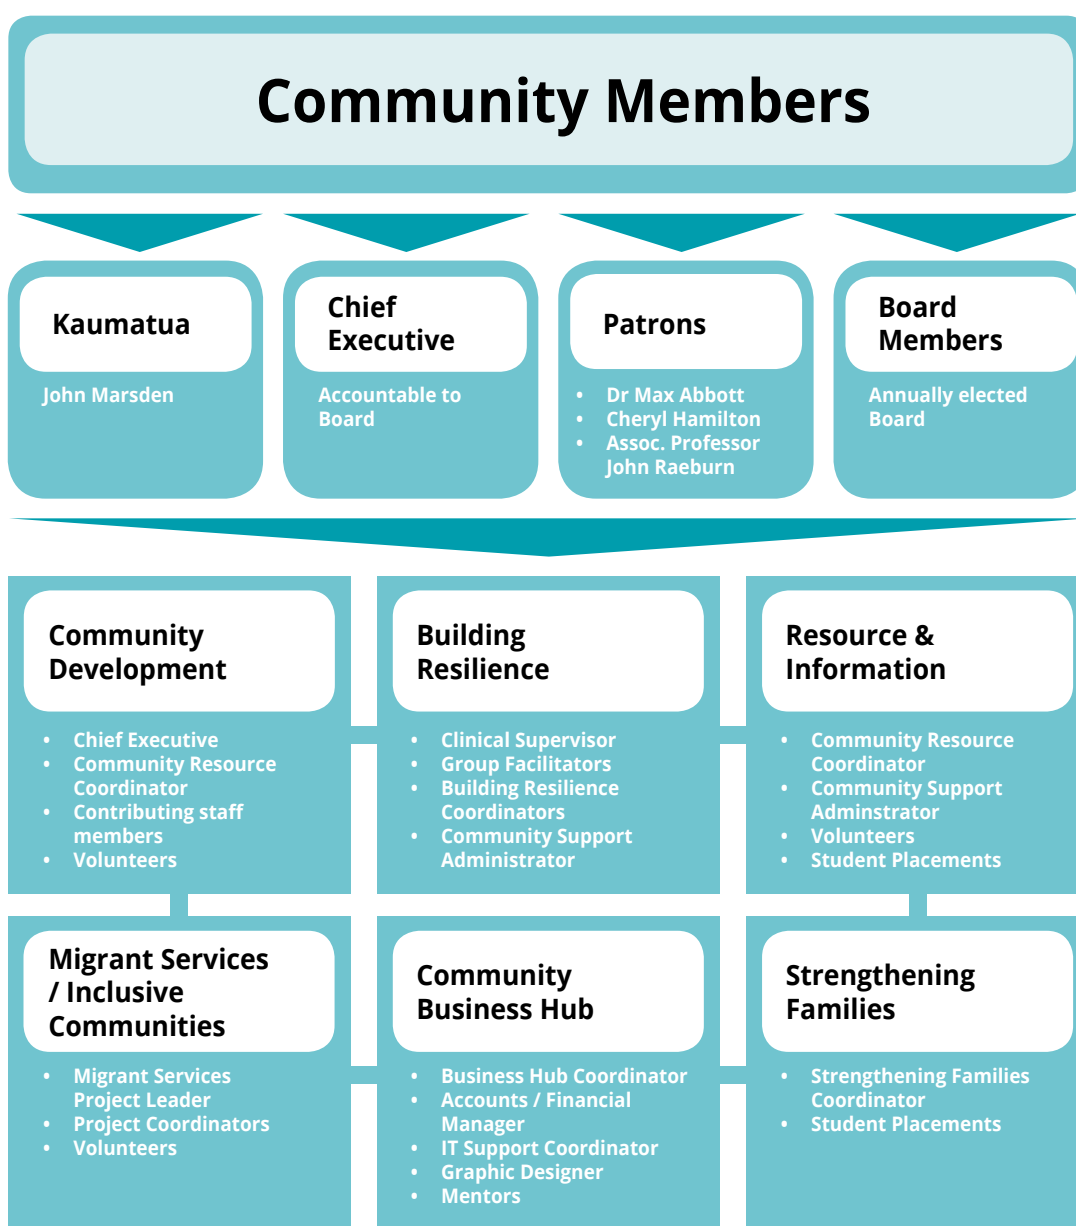 Community Members
Kaumatua
John Marsden
Chief
Executive
Accountable to
Board
Patrons
• Dr Max Abbott
• Cheryl Hamilton
• Assoc. Professor
John Raeburn
Board
Members
Annually elected
Board
Community
Development
• Chief Executive
• Community Resource
Coordinator
• Contributing staff
members
• Volunteers
Building
Resilience
• Clinical Supervisor
• Group Facilitators
• Building Resilience
Coordinators
• Community Support
Administrator
Resource &
Information
• Community Resource
Coordinator
• Community Support
Adminstrator
• Volunteers
• Student Placements
Migrant Services
/ Inclusive
Communities
• Migrant Services
Project Leader
• Project Coordinators
• Volunteers
Community
Business Hub
• Business Hub Coordinator
• Accounts / Financial
Manager
• IT Support Coordinator
• Graphic Designer
• Mentors
Strengthening
Families
• Strengthening Families
Coordinator
• Student Placements